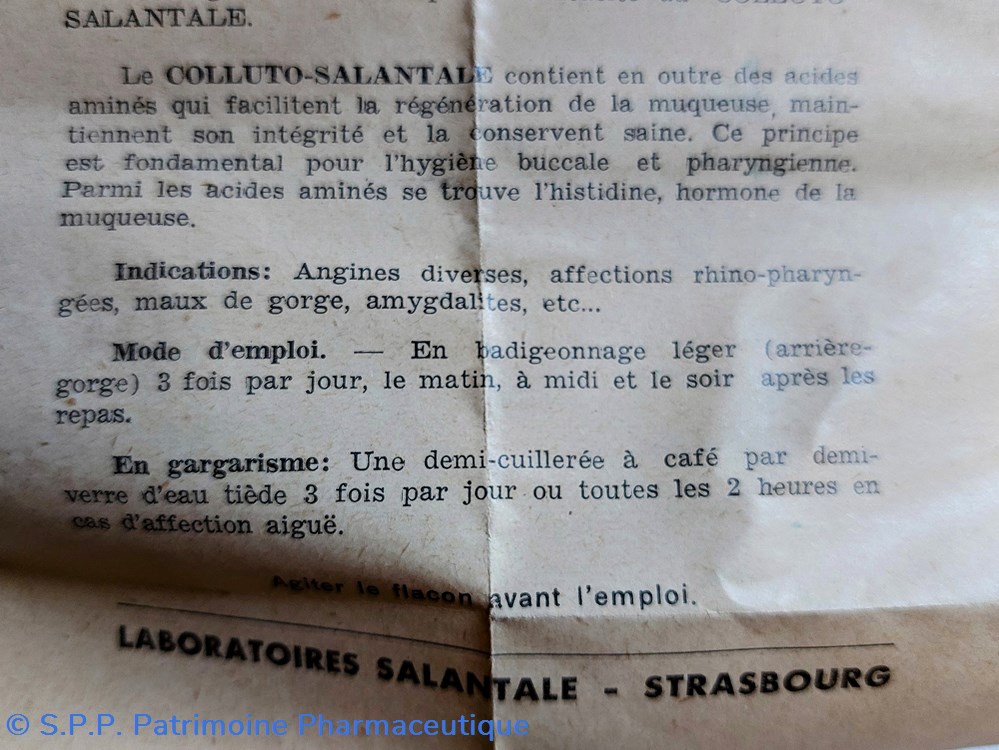 COLLUTO-
SALANTALE.
Le COLLUTO-SALANTALE contient en outre des acides
aminés qui facilitent la régénération de la muqueuse, main-
tiennent son intégrité et la conservent saine. Ce principe
est fondamental pour l'hygiène buccale et pharyngienne.
Parmi les acides aminés se trouve l'histidine, hormone de la
muqueuse.
Indications: Angines diverses, affections rhino-pharyn-
gées, maux de gorge, amygdalites, etc...
Mode d'emploi. — En badigeonnage léger (arrière-
gorge) 3 fois par jour, le matin, à midi et le soir après les
repas.
En gargarisme: Une demi-cuillerée à café par demi-
verre d'eau tiède 3 fois par jour ou toutes les 2 heures en
cas d'affection aiguë.
Agiter le flacon avant l'emploi.
LABORATOIRES SALANTALE - STRASBOURG
© S.P.P. Patrimoine Pharmaceutique